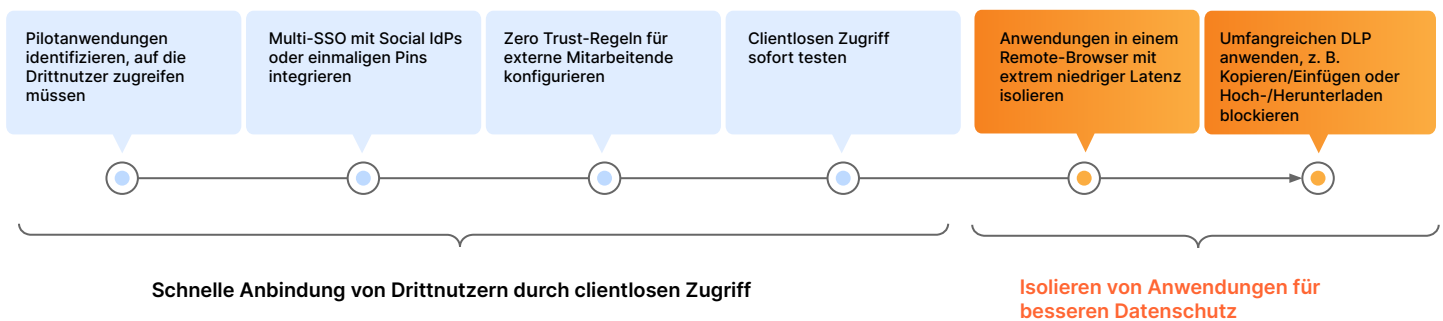 Pilotanwendungen
identifizieren, auf die
Drittnutzer zugreifen
müssen
Multi-SSO mit Social IdPs
oder einmaligen Pins
integrieren
Zero Trust-Regeln für
externe Mitarbeitende
konfigurieren
Clientlosen Zugriff
sofort testen
Anwendungen in einem
Remote-Browser mit
extrem niedriger Latenz
isolieren
Umfangreichen DLP
anwenden, z. B.
Kopieren/Einfügen oder
Hoch-/Herunterladen
blockieren
Schnelle Anbindung von Drittnutzern durch clientlosen Zugriff
Isolieren von Anwendungen für
besseren Datenschutz